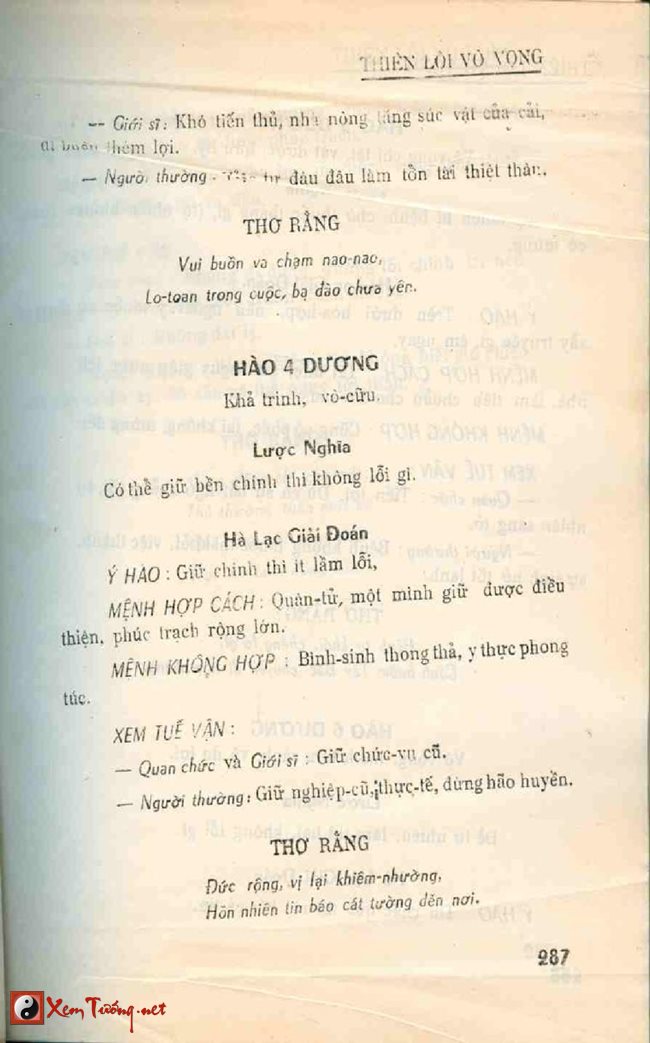 THIÊN LÔI VÔ VỌNG
— Giới sĩ: Khó tiến thủ, nhà nông tăng súc vật của cải,
đi buôn thêm lợi.
— Người thường : tư đâu đâu làm tồn tài thiệt thân.
THƠ RẰNG
Vui buồn va chạm nao-nao,
Lo-toan trong cuộc, bạ đào chưa yên.
HÀO 4 DƯƠNG
Khả trinh, vô-cữu.
Lược Nghĩa
Có thể giữ bền chính thì không lỗi gì.
Hà Lạc Giải Đoán
Ý HÀO : Giữ chính thì ít lầm lỗi,
MỆNH HỢP CÁCH : Quân-tử, một mình giữ được điều
thiện, phúc trạch rộng lớn.
MỆNH KHÔNG HỢP : Bình-sinh thong thả, y thực phong
túc.
XEM TUẾ VẬN :
— Quan chức và Giới sĩ : Giữ chức-vụ cũ.
— Người thường : Giữ nghiệp-cũ, thực-tế, đừng hão huyền.
THƠ RẰNG
Đức rộng, vị lại khiêm-nhường,
Hồn nhiên tin báo cát tường đến nơi.
287
XemTướng.net